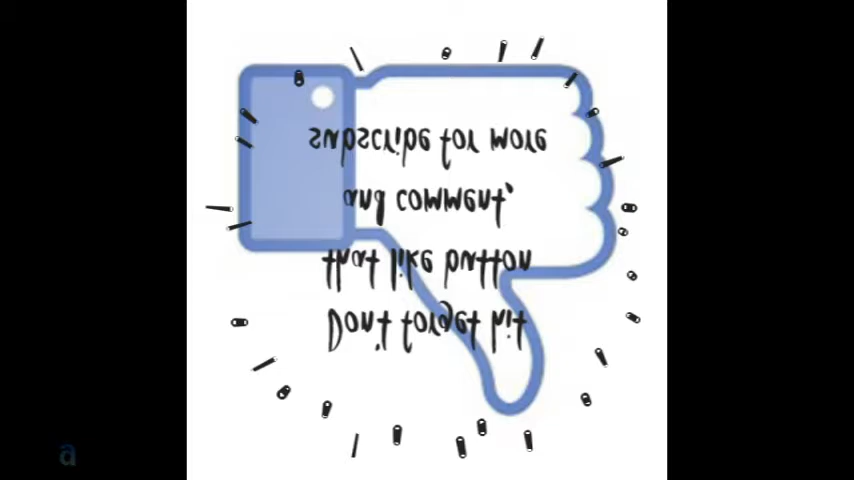 Don't forget hit
that like button
and comment,
subscribe for more
a